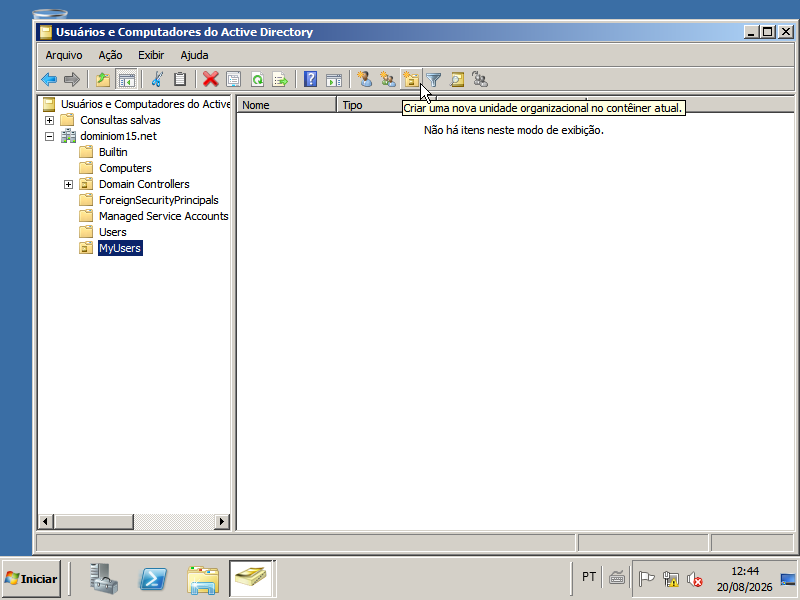 Usuários e Computadores do Active Directory
Arquivo Ação Exibir Ajuda
Usuários e Computadores do Active
Consultas salvas
dominiom15.net
Builtin
Computers
Domain Controllers
ForeignSecurityPrincipals
Managed Service Accounts
Users
MyUsers
Nome Tipo
Criar uma nova unidade organizacional no contêiner atual.
Não há itens neste modo de exibição.
Iniciar
PT
12:44
20/08/2026